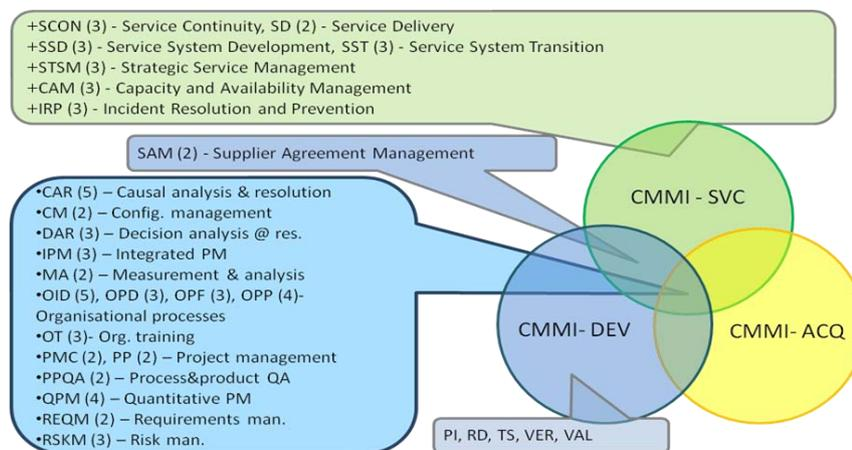 +SCON (3) - Service Continuity, SD (2) - Service Delivery
+SSD (3) - Service System Development, SST (3) - Service System Transition
+STSM (3) - Strategic Service Management
+CAM (3) - Capacity and Availability Management
+IRP (3) - Incident Resolution and Prevention
SAM (2) - Supplier Agreement Management
•CAR (5) – Causal analysis & resolution
•CM (2) – Config. management
•DAR (3) – Decision analysis @ res.
•IPM (3) – Integrated PM
•MA (2) – Measurement & analysis
•OID (5), OPD (3), OPF (3), OPP (4)-
Organisational processes
•OT (3)- Org. training
•PMC (2), PP (2) – Project management
•PPQA (2) – Process&product QA
•QPM (4) – Quantitative PM
•REQM (2) – Requirements man.
•RSKM (3) – Risk man.
CMMI - SVC
CMMI- DEV
CMMI- ACQ
PI, RD, TS, VER, VAL